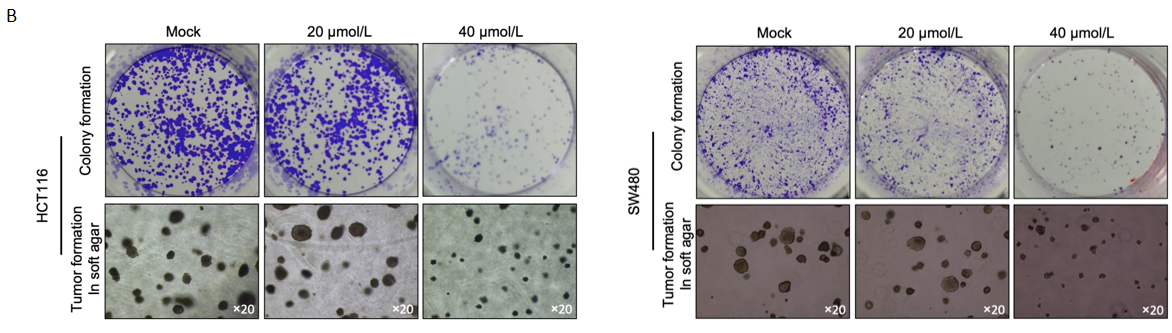 B
Mock 20 µmol/L 40 µmol/L
HCT116
Colony formation
Tumor formation
In soft agar
×20 ×20 ×20
Mock 20 µmol/L 40 µmol/L
SW480
Colony formation
Tumor formation
In soft agar
×20 ×20 ×20